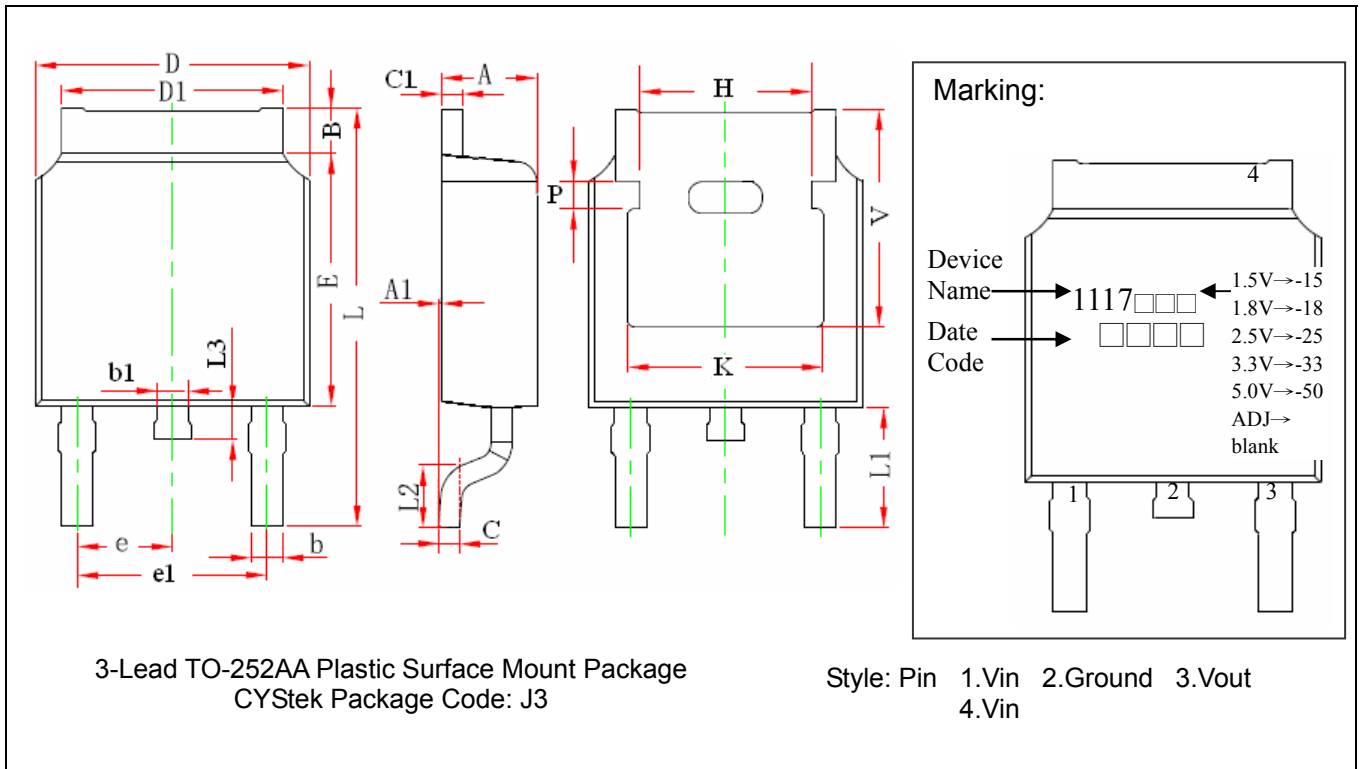 D
D1
B
E
L
L3
b1
e
e1
b
C1
A
A1
L2
C
H
P
V
K
L1
Marking:
4
Device
Name
1117□□□
Date
Code
□□□□
1.5V→-15
1.8V→-18
2.5V→-25
3.3V→-33
5.0V→-50
ADJ→
blank
1 2 3
3-Lead TO-252AA Plastic Surface Mount Package
CYStek Package Code: J3
Style: Pin 1.Vin 2.Ground 3.Vout
4.Vin